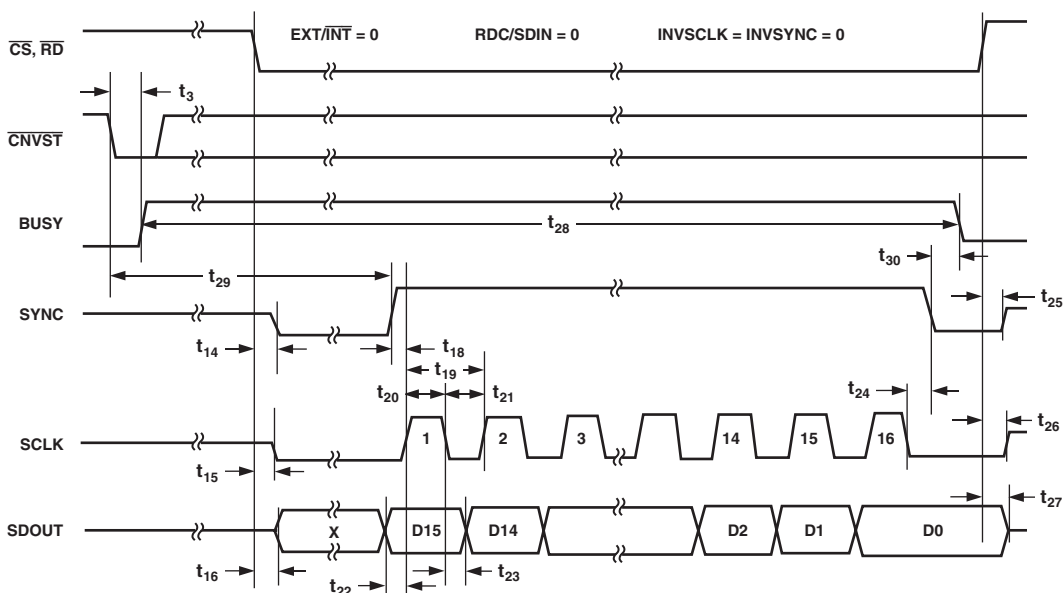 EXT/INT = 0 RDC/SDIN = 0 INVSCLK = INVSYNC = 0
CS, RD
t3
CNVST
BUSY
t28
t30
t29
t25
SYNC
t14
t18
t19
t20
t21
t24
t26
SCLK
1 2 3 14 15 16
t15
t27
SDOUT
X D15 D14 D2 D1 D0
t16
t22
t23